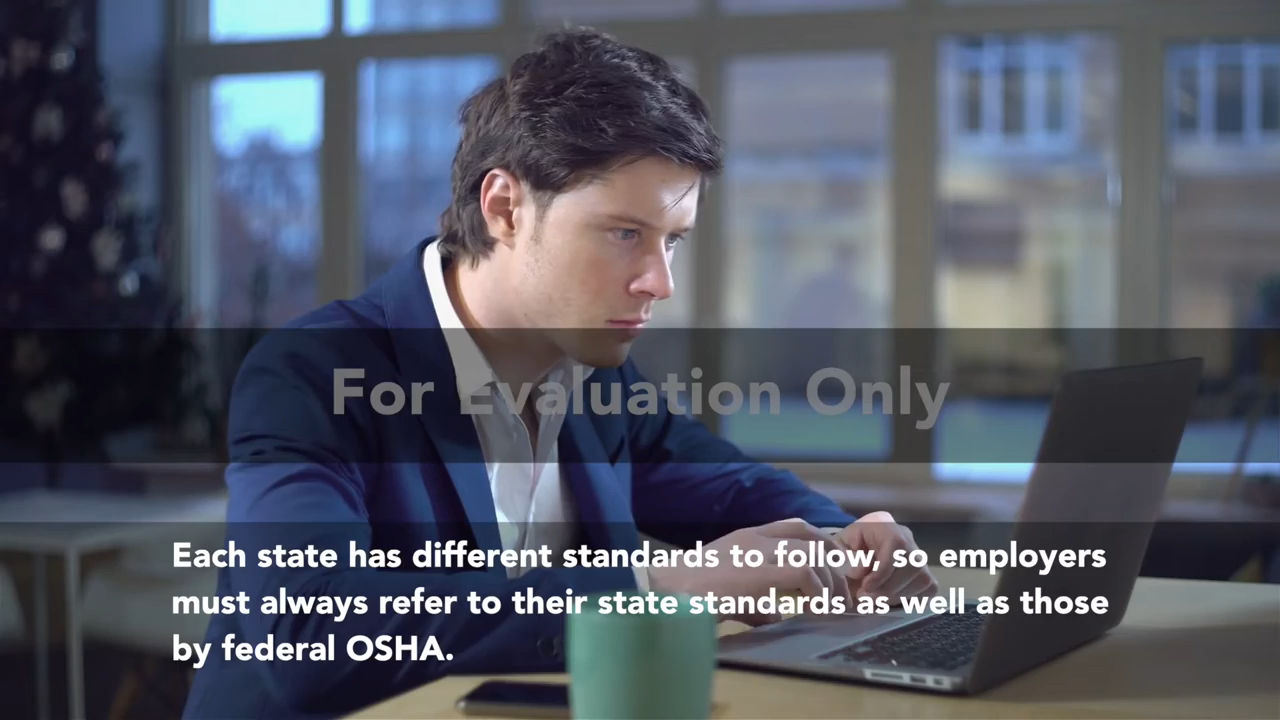 For Evaluation Only
Each state has different standards to follow, so employers
must always refer to their state standards as well as those
by federal OSHA.